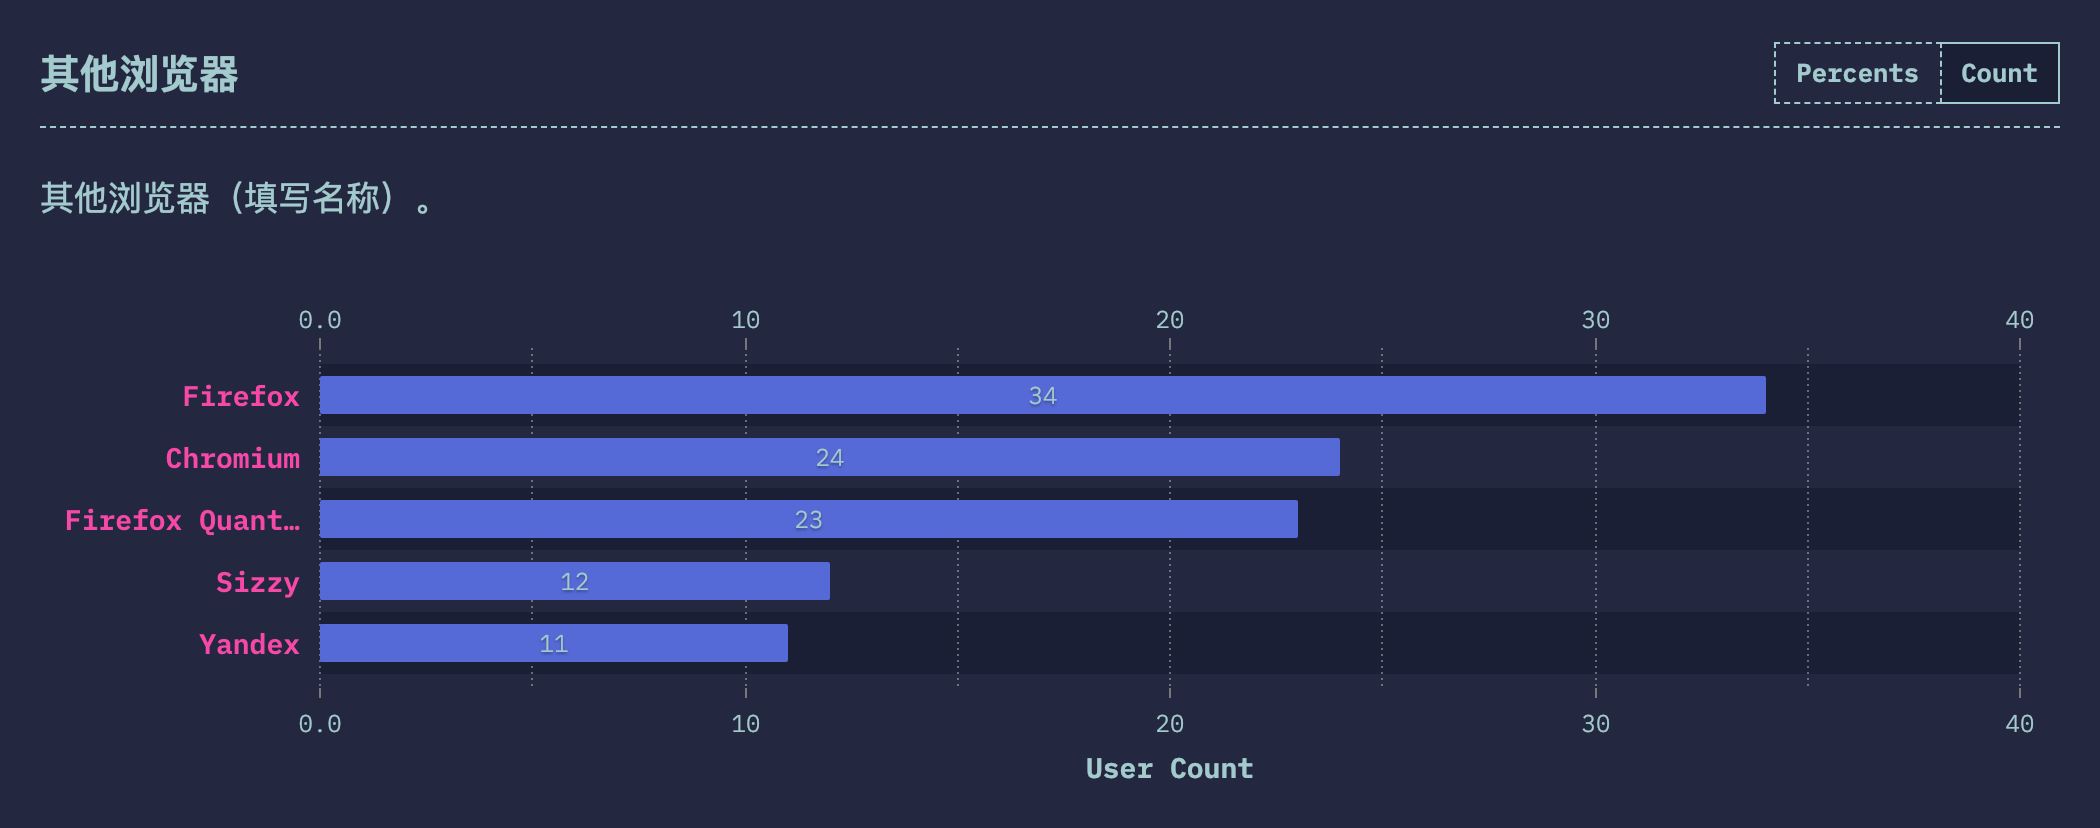 其他浏览器
Percents Count
其他浏览器（填写名称）。
0.0 10 20 30 40
Firefox 34
Chromium 24
Firefox Quant… 23
Sizzy 12
Yandex 11
0.0 10 20 30 40
User Count